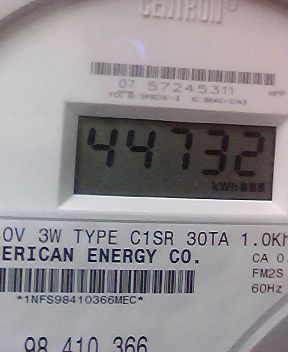 CENTRON®
07 57245311
44732
kWh
0V 3W TYPE C1SR 30TA 1.0Kh
ERICAN ENERGY CO.
CA 0.
FM2S
60Hz
*1NFS98410366MEC*
98 410 366